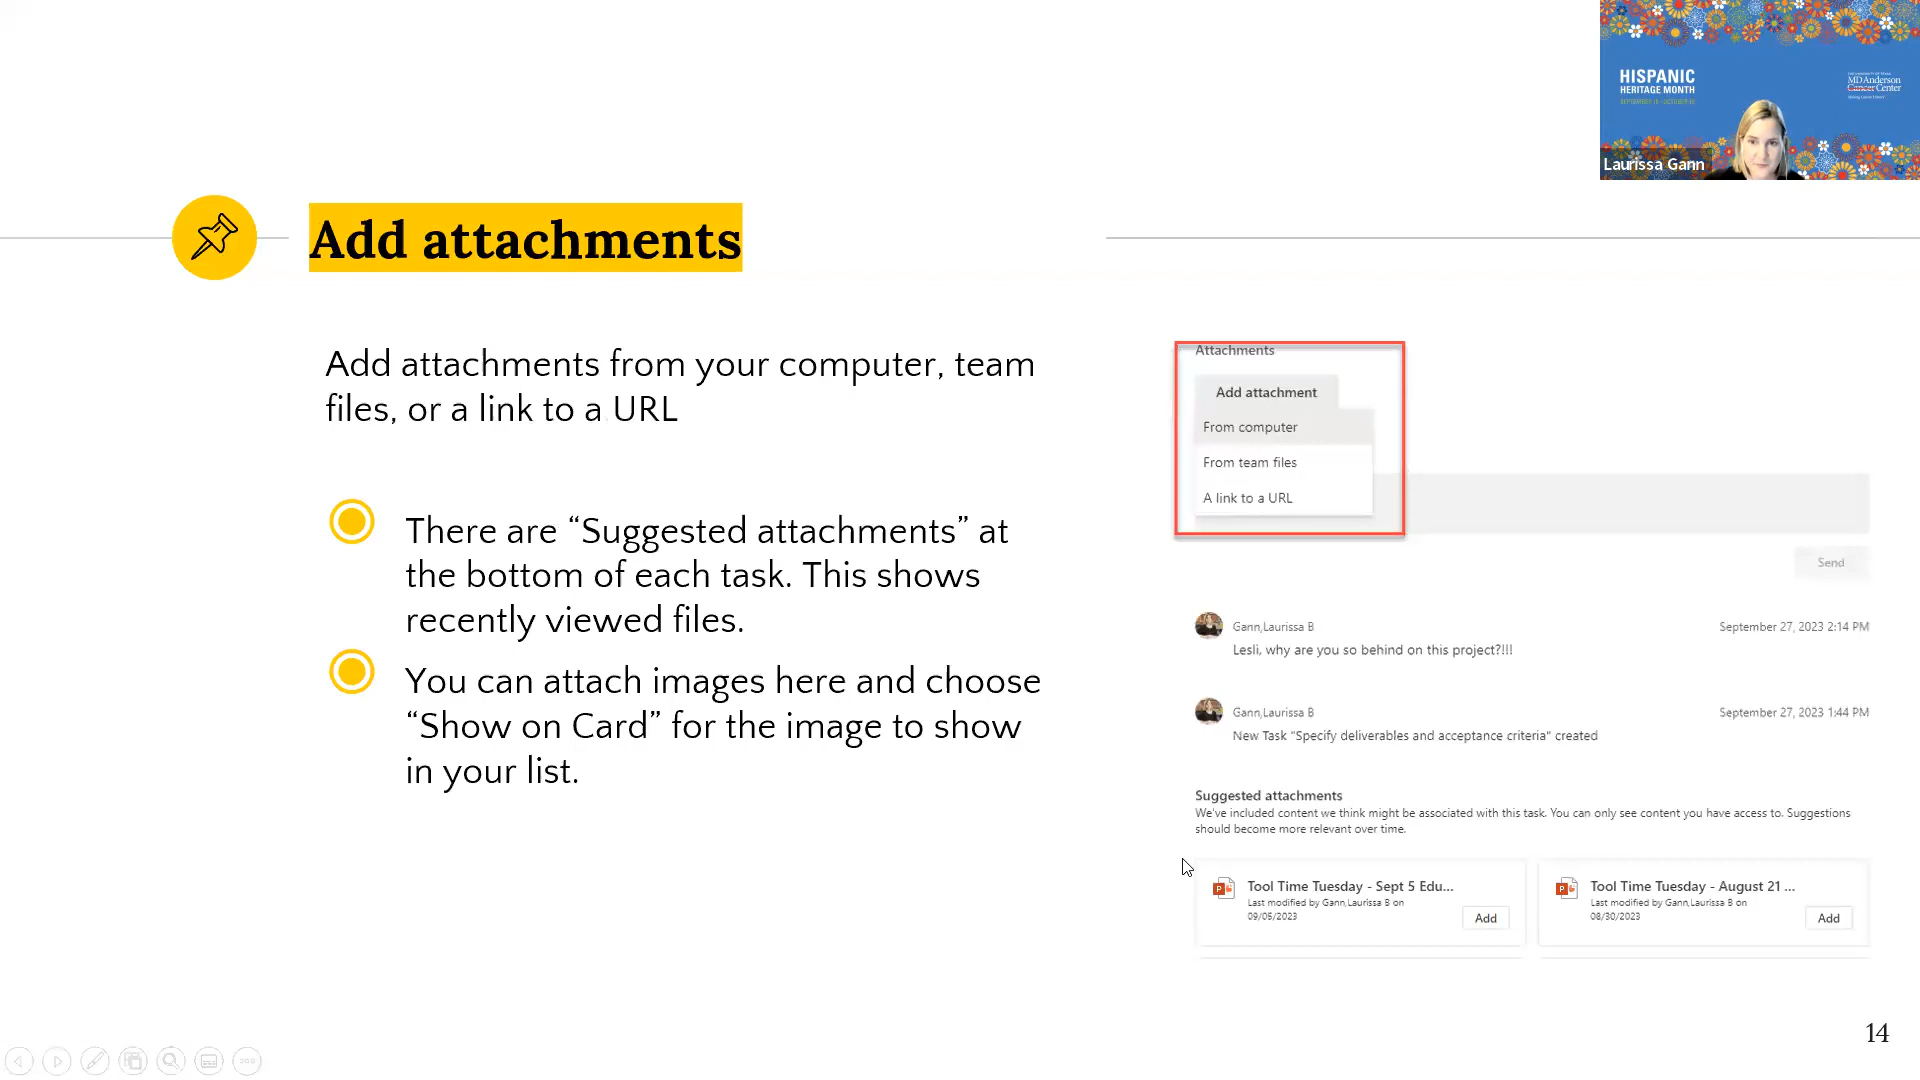 HISPANIC
HERITAGE MONTH
SEPTEMBER 15 - OCTOBER 15
MDAnderson
Cancer Center
Laurissa Gann
Add attachments
Add attachments from your computer, team
files, or a link to a URL
There are “Suggested attachments” at
the bottom of each task. This shows
recently viewed files.
You can attach images here and choose
“Show on Card” for the image to show
in your list.
Attachments
Add attachment
From computer
From team files
A link to a URL
Send
Gann,Laurissa B
September 27, 2023 2:14 PM
Lesli, why are you so behind on this project?!!!
Gann,Laurissa B
September 27, 2023 1:44 PM
New Task "Specify deliverables and acceptance criteria" created
Suggested attachments
We've included content we think might be associated with this task. You can only see content you have access to. Suggestions
should become more relevant over time.
Tool Time Tuesday - Sept 5 Edu...
Last modified by Gann,Laurissa B on
09/05/2023
Add
Tool Time Tuesday - August 21 ...
Last modified by Gann,Laurissa B on
08/30/2023
Add
14